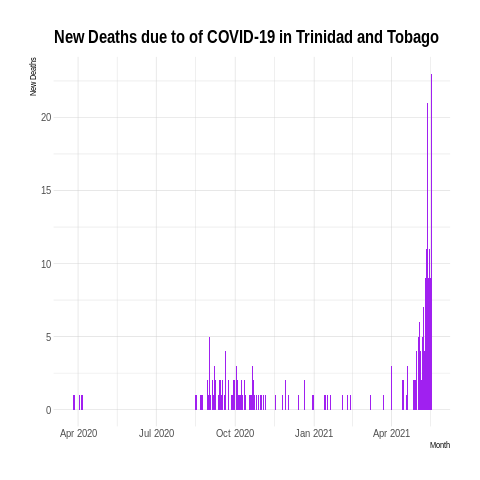 New Deaths due to of COVID-19 in Trinidad and Tobago
New Deaths
20
15
10
5
0
Apr 2020 Jul 2020 Oct 2020 Jan 2021 Apr 2021
Month